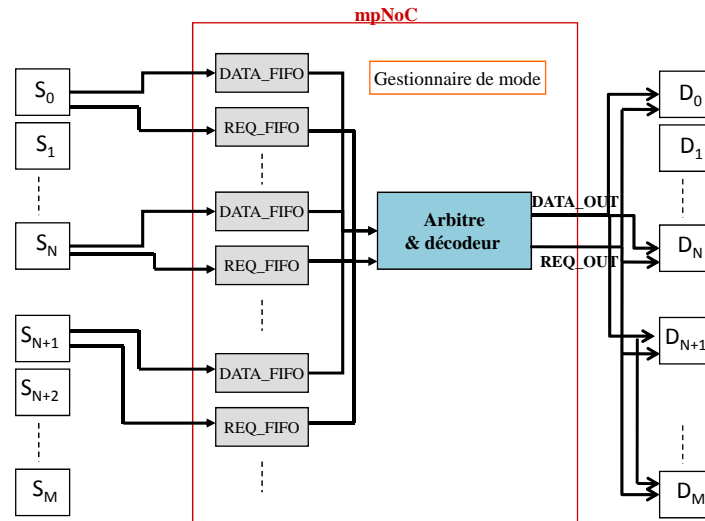 mpNoC
S0
S1
SN
SN+1
SN+2
SM
DATA_FIFO
REQ_FIFO
DATA_FIFO
REQ_FIFO
DATA_FIFO
REQ_FIFO
Gestionnaire de mode
Arbitre
& décodeur
DATA_OUT
REQ_OUT
D0
D1
DN
DN+1
DM